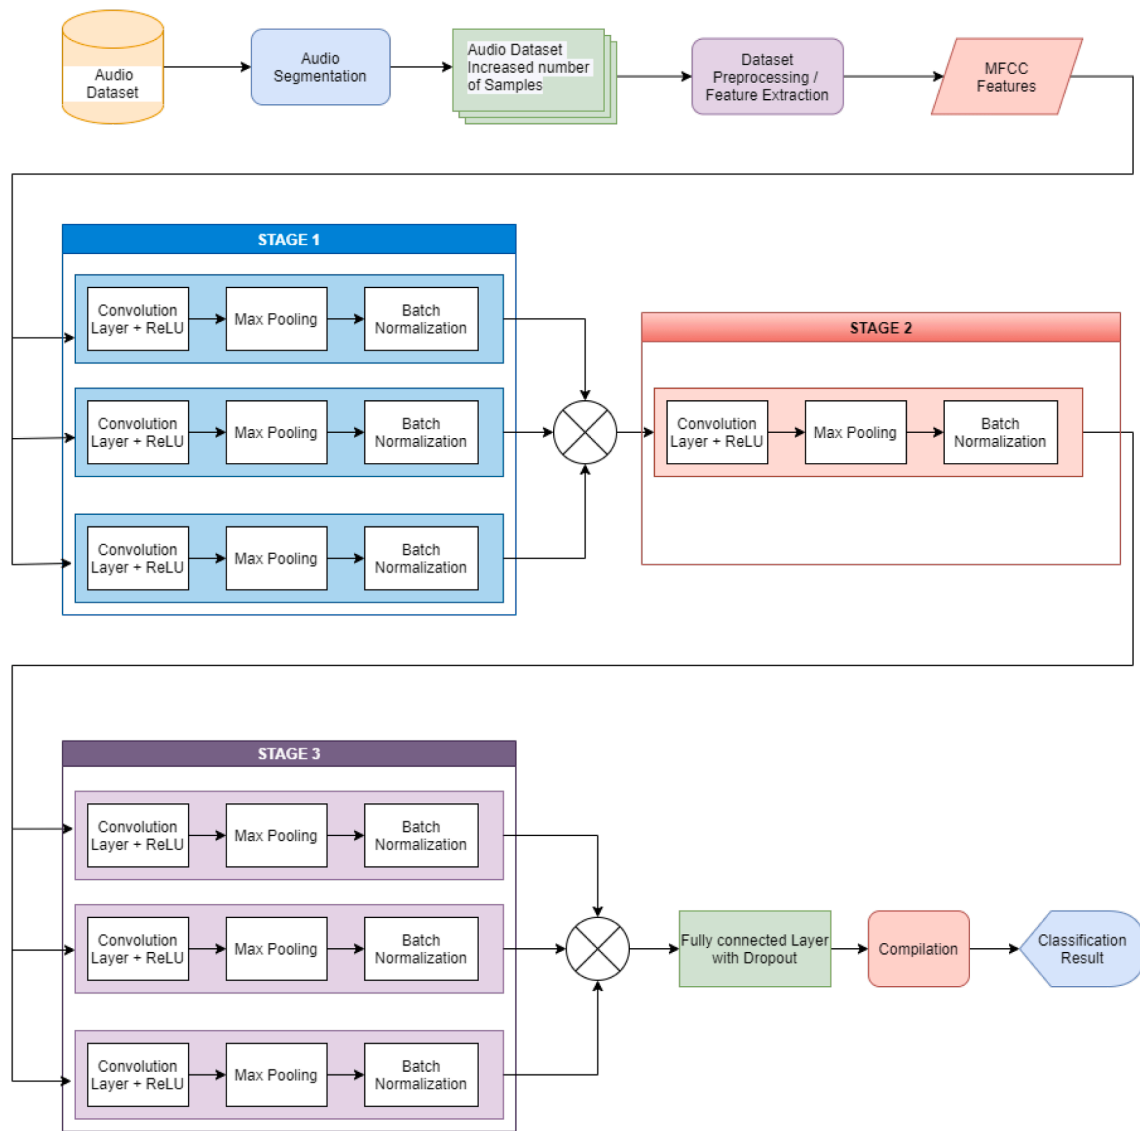 Audio
Dataset
Audio
Segmentation
Audio Dataset
Increased number
of Samples
Dataset
Preprocessing /
Feature Extraction
MFCC
Features
STAGE 1
Convolution
Layer + ReLU
Max Pooling
Batch
Normalization
Convolution
Layer + ReLU
Max Pooling
Batch
Normalization
Convolution
Layer + ReLU
Max Pooling
Batch
Normalization
STAGE 2
Convolution
Layer + ReLU
Max Pooling
Batch
Normalization
STAGE 3
Convolution
Layer + ReLU
Max Pooling
Batch
Normalization
Convolution
Layer + ReLU
Max Pooling
Batch
Normalization
Convolution
Layer + ReLU
Max Pooling
Batch
Normalization
Fully connected Layer
with Dropout
Compilation
Classification
Result